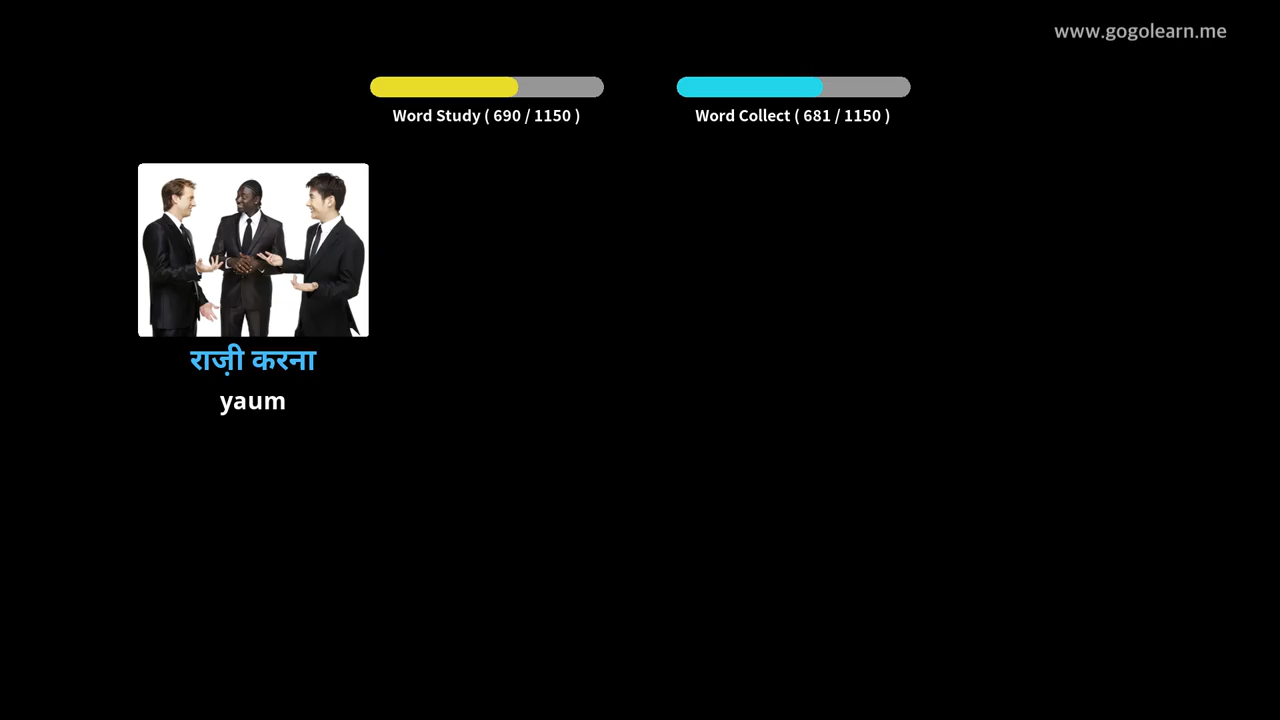 www.gogolearn.me
Word Study ( 690 / 1150 )
Word Collect ( 681 / 1150 )
राज़ी करना
yaum